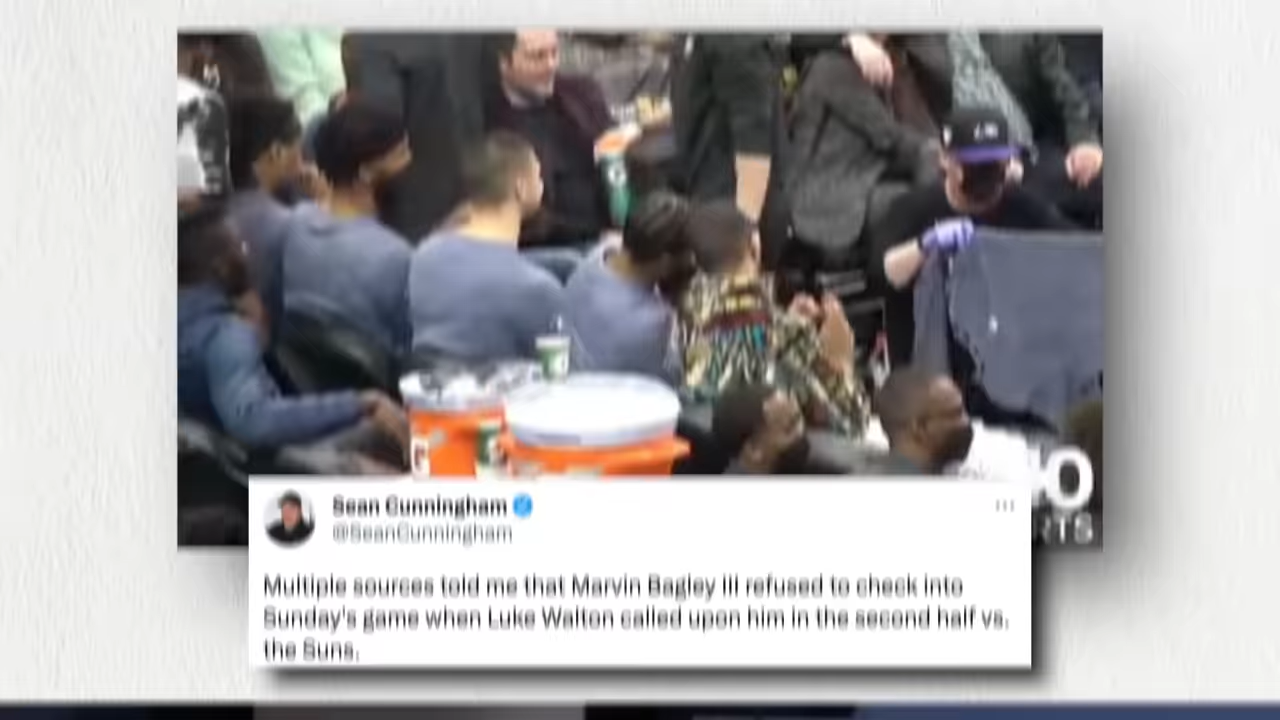 G
O
RTS
Sean Cunningham
@SeanCunningham
Multiple sources told me that Marvin Bagley III refused to check into
Sunday's game when Luke Walton called upon him in the second half vs.
the Suns.